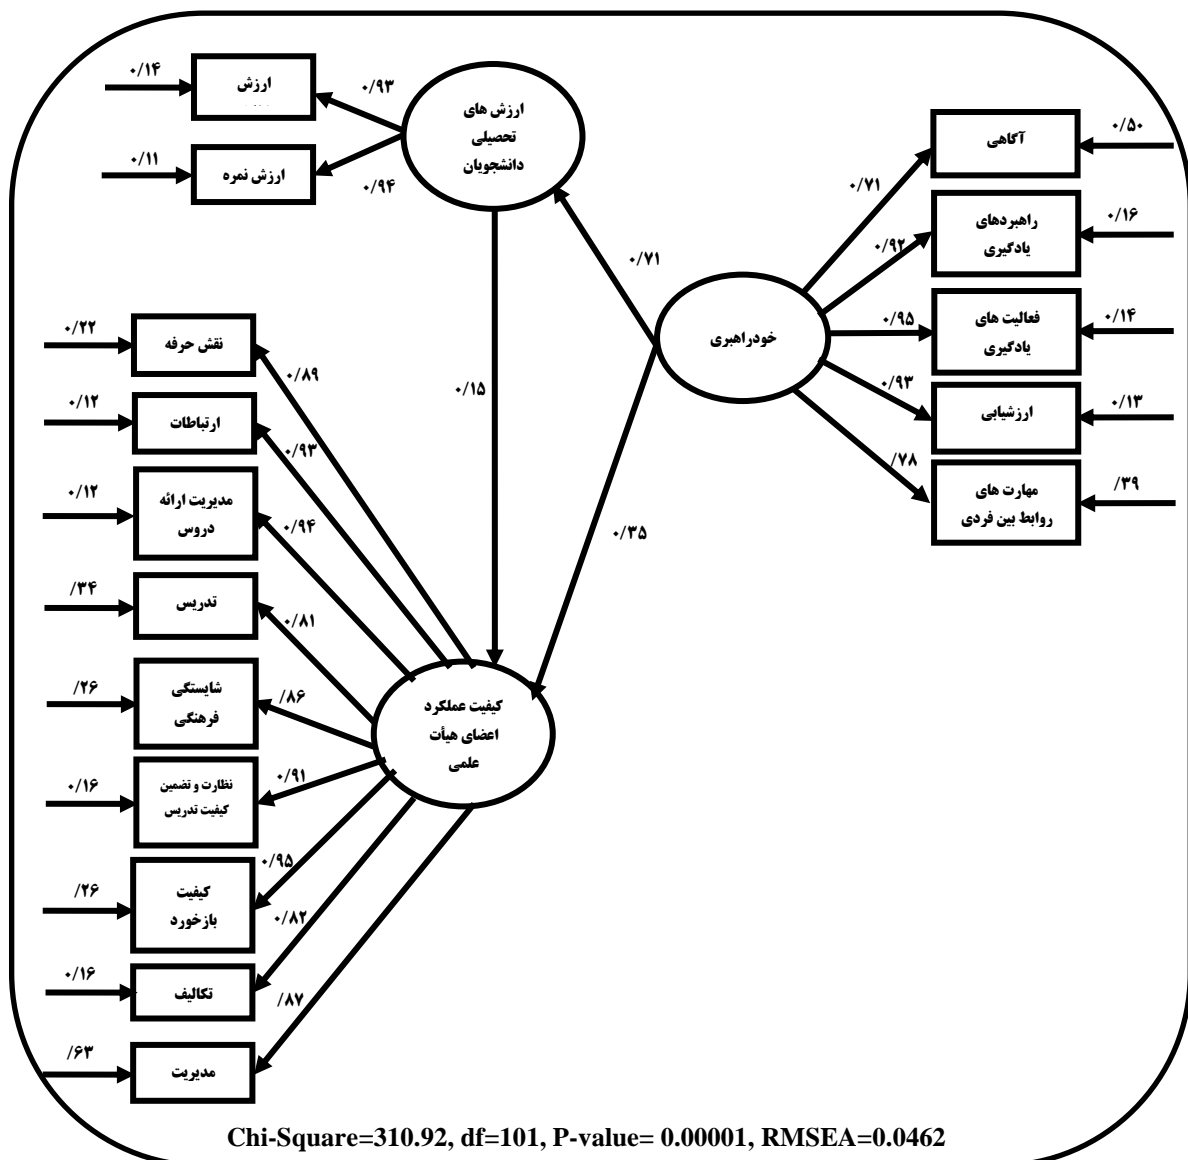 ۰/۱۴
ارزش
۰/۹۳
۰/۱۱
ارزش نمره
۰/۹۴
ارزش های
تحصیلی
دانشجویان
آگاهی
۰/۵۰
۰/۷۱
راهبردهای
یادگیری
۰/۱۶
۰/۹۲
۰/۷۱
خودراهبری
فعالیت های
یادگیری
۰/۱۴
۰/۹۵
ارزشیابی
۰/۱۳
۰/۹۳
مهارت های
روابط بین فردی
/۳۹
/۷۸
۰/۱۵
۰/۳۵
۰/۲۲
نقش حرفه
۰/۸۹
۰/۱۲
ارتباطات
۰/۹۳
۰/۱۲
مدیریت ارائه
دروس
۰/۹۴
/۳۴
تدریس
۰/۸۱
/۲۶
شایستگی
فرهنگی
/۸۶
کیفیت عملکرد
اعضای هیأت
علمی
۰/۱۶
نظارت و تضمین
کیفیت تدریس
۰/۹۱
/۲۶
کیفیت
بازخورد
۰/۹۵
۰/۱۶
تکالیف
۰/۸۲
/۶۳
مدیریت
/۸۷
Chi-Square=310.92, df=101, P-value= 0.00001, RMSEA=0.0462